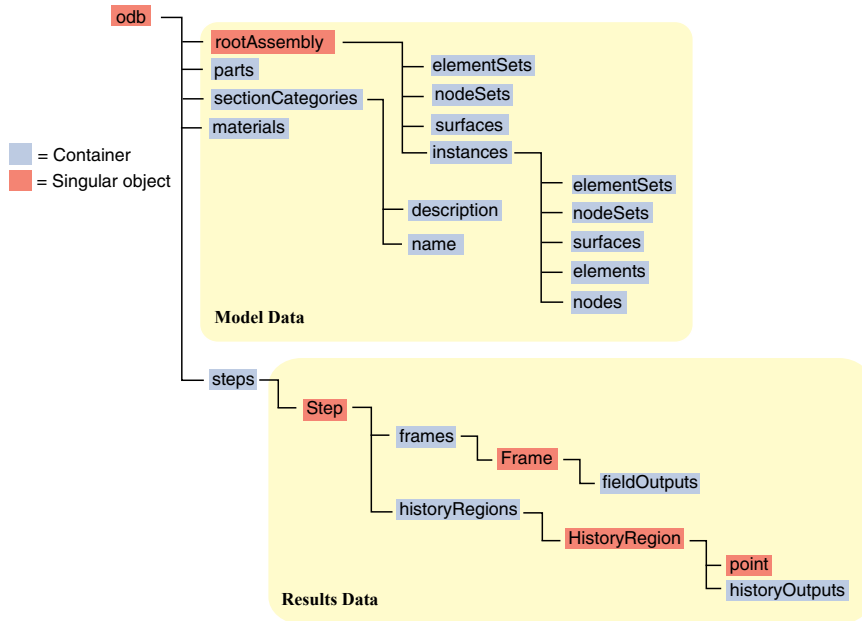 odb
rootAssembly
parts
sectionCategories
materials
elementSets
nodeSets
surfaces
instances
= Container
= Singular object
description
name
elementSets
nodeSets
surfaces
elements
nodes
Model Data
steps
Step
frames
Frame
fieldOutputs
historyRegions
HistoryRegion
point
historyOutputs
Results Data